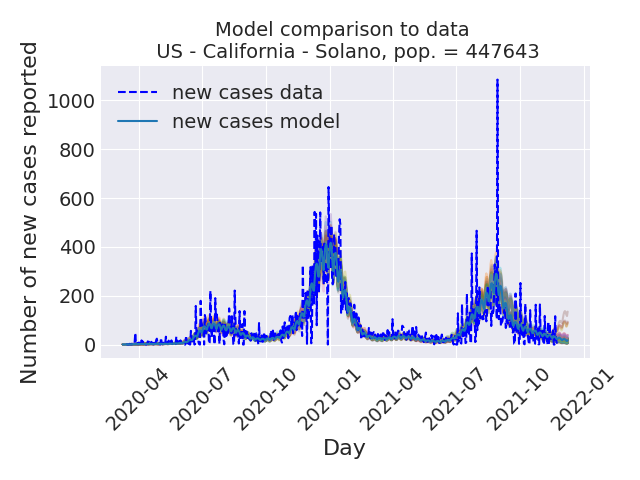 Model comparison to data
US - California - Solano, pop. = 447643
Number of new cases reported
new cases data
new cases model
1000
800
600
400
200
0
2020-04
2020-07
2020-10
2021-01
2021-04
2021-07
2021-10
2022-01
Day